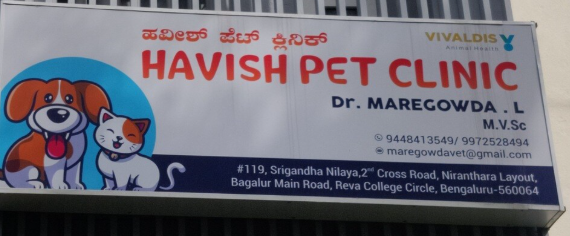 VIVALDIS
Animal Health
ಹವೀಶ್ ಪೆಟ್ ಕ್ಲಿನಿಕ್
HAVISH PET CLINIC
Dr. MAREGOWDA . L
M.V.Sc
9448413549/ 9972528494
maregowdavet@gmail.com
#119, Srigandha Nilaya,2nd Cross Road, Niranthara Layout,
Bagalur Main Road, Reva College Circle, Bengaluru-560064